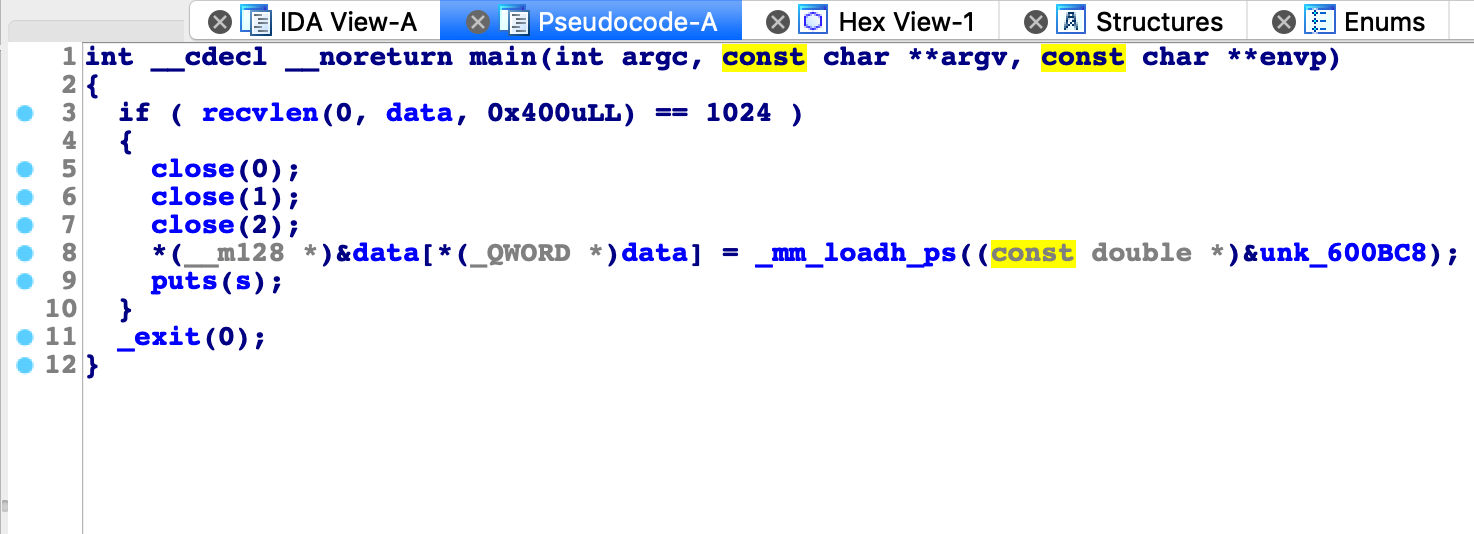 IDA View-A Pseudocode-A Hex View-1 Structures Enums
1 int __cdecl __noreturn main(int argc, const char **argv, const char **envp)
2 {
3   if ( recvlen(0, data, 0x400uLL) == 1024 )
4   {
5     close(0);
6     close(1);
7     close(2);
8     *(__m128 *)&data[*(_QWORD *)data] = _mm_loadh_ps((const double *)&unk_600BC8);
9     puts(s);
10   }
11   _exit(0);
12 }